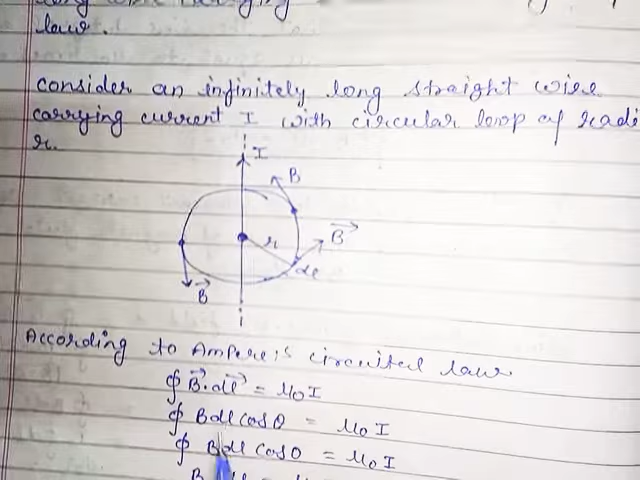 law.
consider an infinitely long straight wire
carrying current I with circular loop of radi
r.
I
B
r
B⃗
dl
B⃗
According to Ampere's circuital law
∮ B⃗.dl⃗ = μ₀I
∮ Bdl cosθ = μ₀I
∮ Bdl cosθ = μ₀I
B